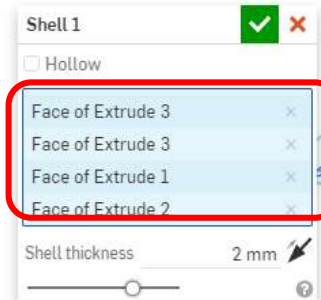 Shell 1
Hollow
Face of Extrude 3
Face of Extrude 3
Face of Extrude 1
Face of Extrude 2
Shell thickness 2 mm